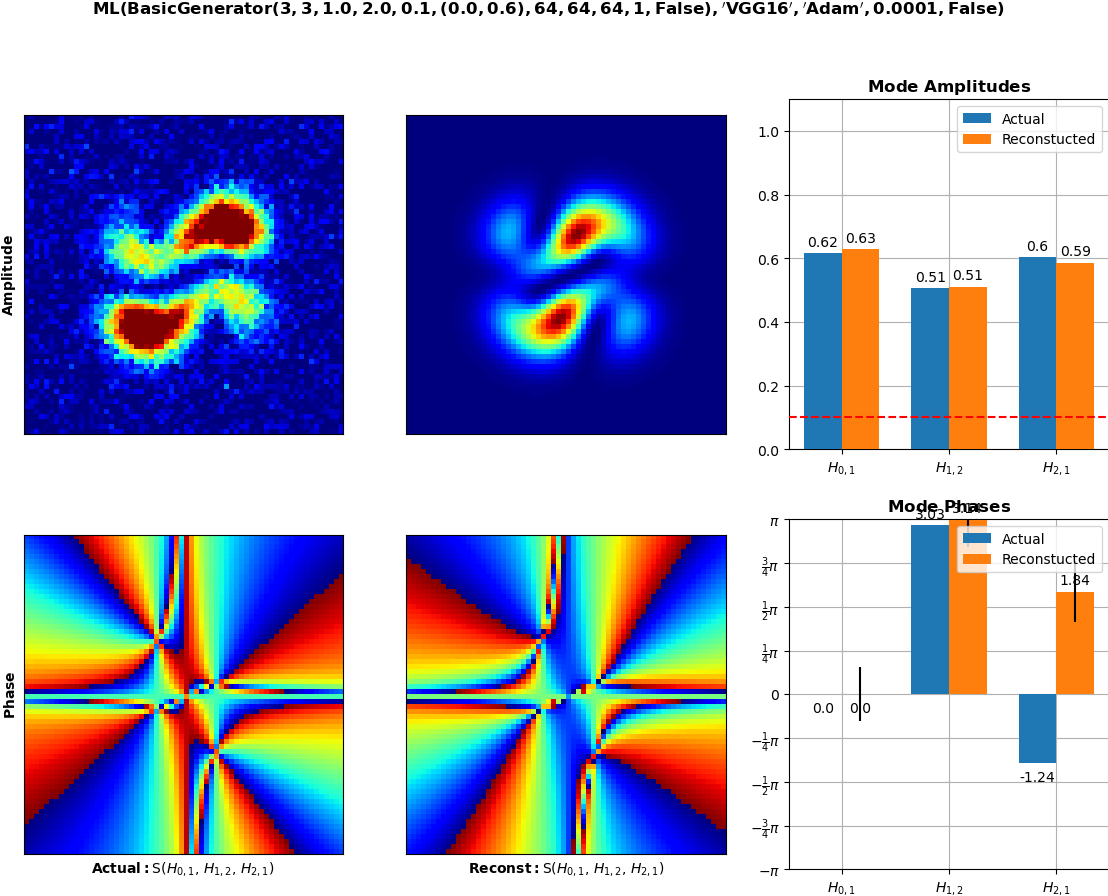 ML(BasicGenerator(3, 3, 1.0, 2.0, 0.1, (0.0, 0.6), 64, 64, 64, 1, False), 'VGG16', 'Adam', 0.0001, False)
Amplitude
Mode Amplitudes
Actual
Reconstucted
1.0
0.8
0.6
0.4
0.2
0.0
0.62
0.63
0.51
0.51
0.6
0.59
H0,1
H1,2
H2,1
Phase
Actual: S(H0,1, H1,2, H2,1)
Reconst: S(H0,1, H1,2, H2,1)
Mode Phases
Actual
Reconstucted
π
3/4π
1/2π
1/4π
0
−1/4π
−1/2π
−3/4π
−π
0.0
0.0
3.03
-1.24
1.84
H0,1
H1,2
H2,1